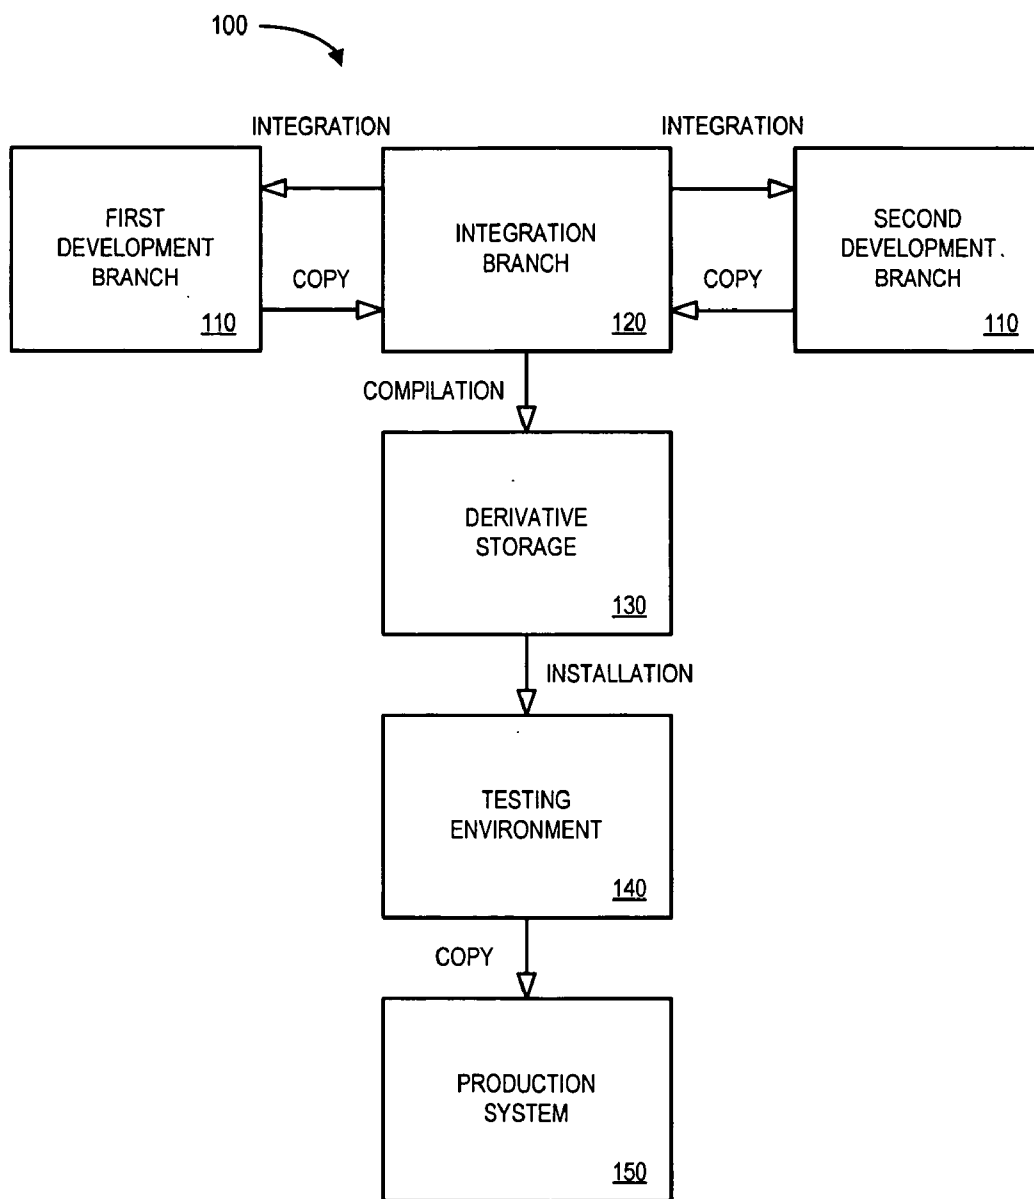 100
INTEGRATION
INTEGRATION
FIRST
DEVELOPMENT
BRANCH
110
COPY
INTEGRATION
BRANCH
120
COPY
SECOND
DEVELOPMENT
BRANCH
110
COMPILATION
DERIVATIVE
STORAGE
130
INSTALLATION
TESTING
ENVIRONMENT
140
COPY
PRODUCTION
SYSTEM
150